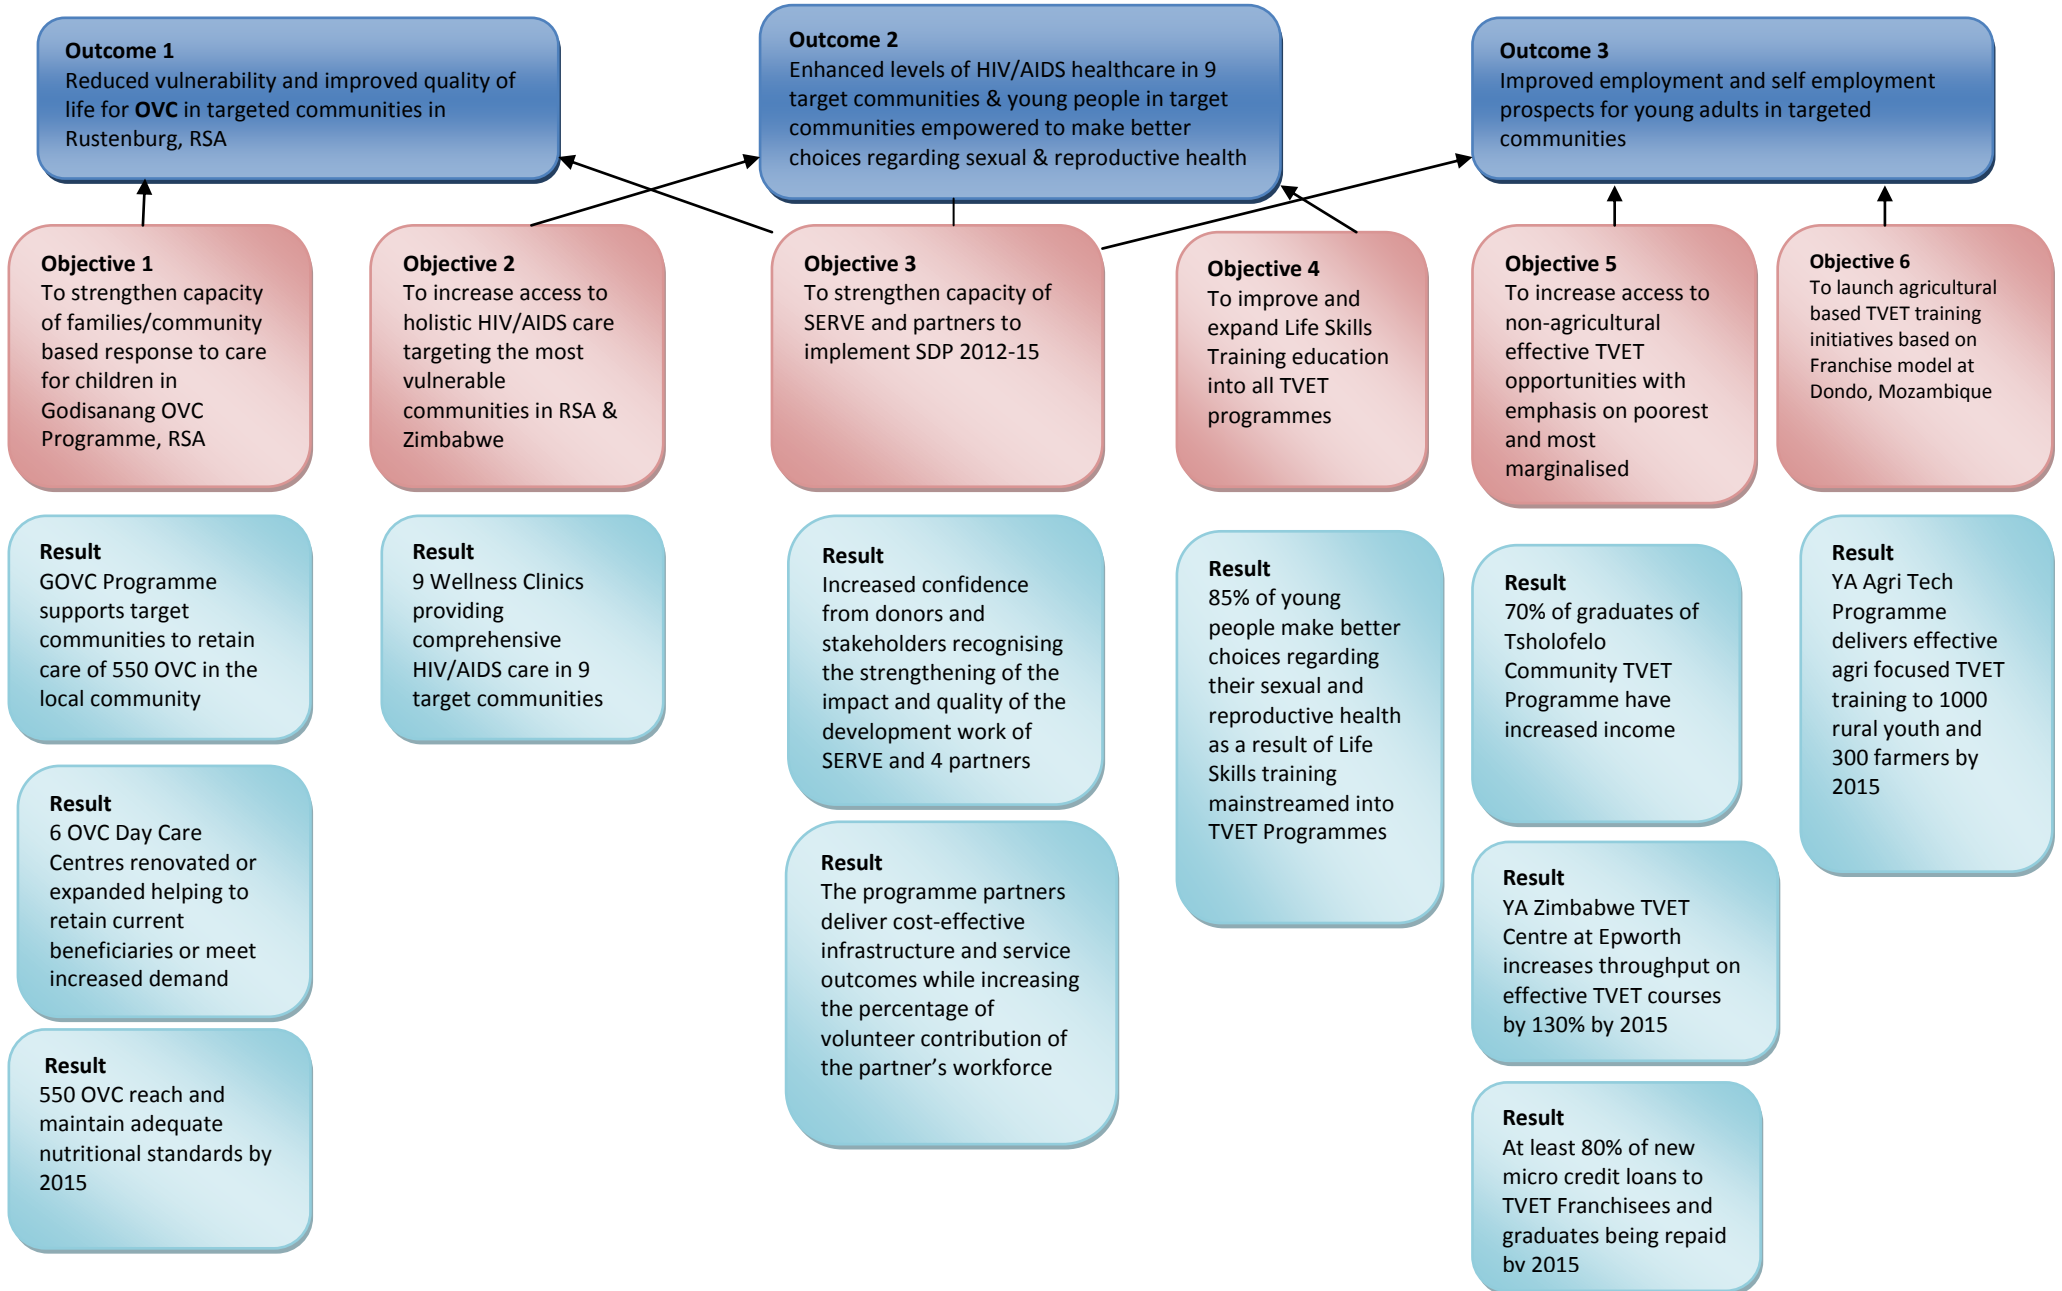 Outcome 1
Reduced vulnerability and improved quality of
life for OVC in targeted communities in
Rustenburg, RSA
Outcome 2
Enhanced levels of HIV/AIDS healthcare in 9
target communities & young people in target
communities empowered to make better
choices regarding sexual & reproductive health
Outcome 3
Improved employment and self employment
prospects for young adults in targeted
communities
Objective 1
To strengthen capacity
of families/community
based response to care
for children in
Godisanang OVC
Programme, RSA
Objective 2
To increase access to
holistic HIV/AIDS care
targeting the most
vulnerable
communities in RSA &
Zimbabwe
Objective 3
To strengthen capacity of
SERVE and partners to
implement SDP 2012-15
Objective 4
To improve and
expand Life Skills
Training education
into all TVET
programmes
Objective 5
To increase access to
non-agricultural
effective TVET
opportunities with
emphasis on poorest
and most
marginalised
Objective 6
To launch agricultural
based TVET training
initiatives based on
Franchise model at
Dondo, Mozambique
Result
GOVC Programme
supports target
communities to retain
care of 550 OVC in the
local community
Result
6 OVC Day Care
Centres renovated or
expanded helping to
retain current
beneficiaries or meet
increased demand
Result
550 OVC reach and
maintain adequate
nutritional standards by
2015
Result
9 Wellness Clinics
providing
comprehensive
HIV/AIDS care in 9
target communities
Result
Increased confidence
from donors and
stakeholders recognising
the strengthening of the
impact and quality of the
development work of
SERVE and 4 partners
Result
The programme partners
deliver cost-effective
infrastructure and service
outcomes while increasing
the percentage of
volunteer contribution of
the partner’s workforce
Result
85% of young
people make better
choices regarding
their sexual and
reproductive health
as a result of Life
Skills training
mainstreamed into
TVET Programmes
Result
70% of graduates of
Tsholofelo
Community TVET
Programme have
increased income
Result
YA Zimbabwe TVET
Centre at Epworth
increases throughput on
effective TVET courses
by 130% by 2015
Result
At least 80% of new
micro credit loans to
TVET Franchisees and
graduates being repaid
by 2015
Result
YA Agri Tech
Programme
delivers effective
agri focused TVET
training to 1000
rural youth and
300 farmers by
2015